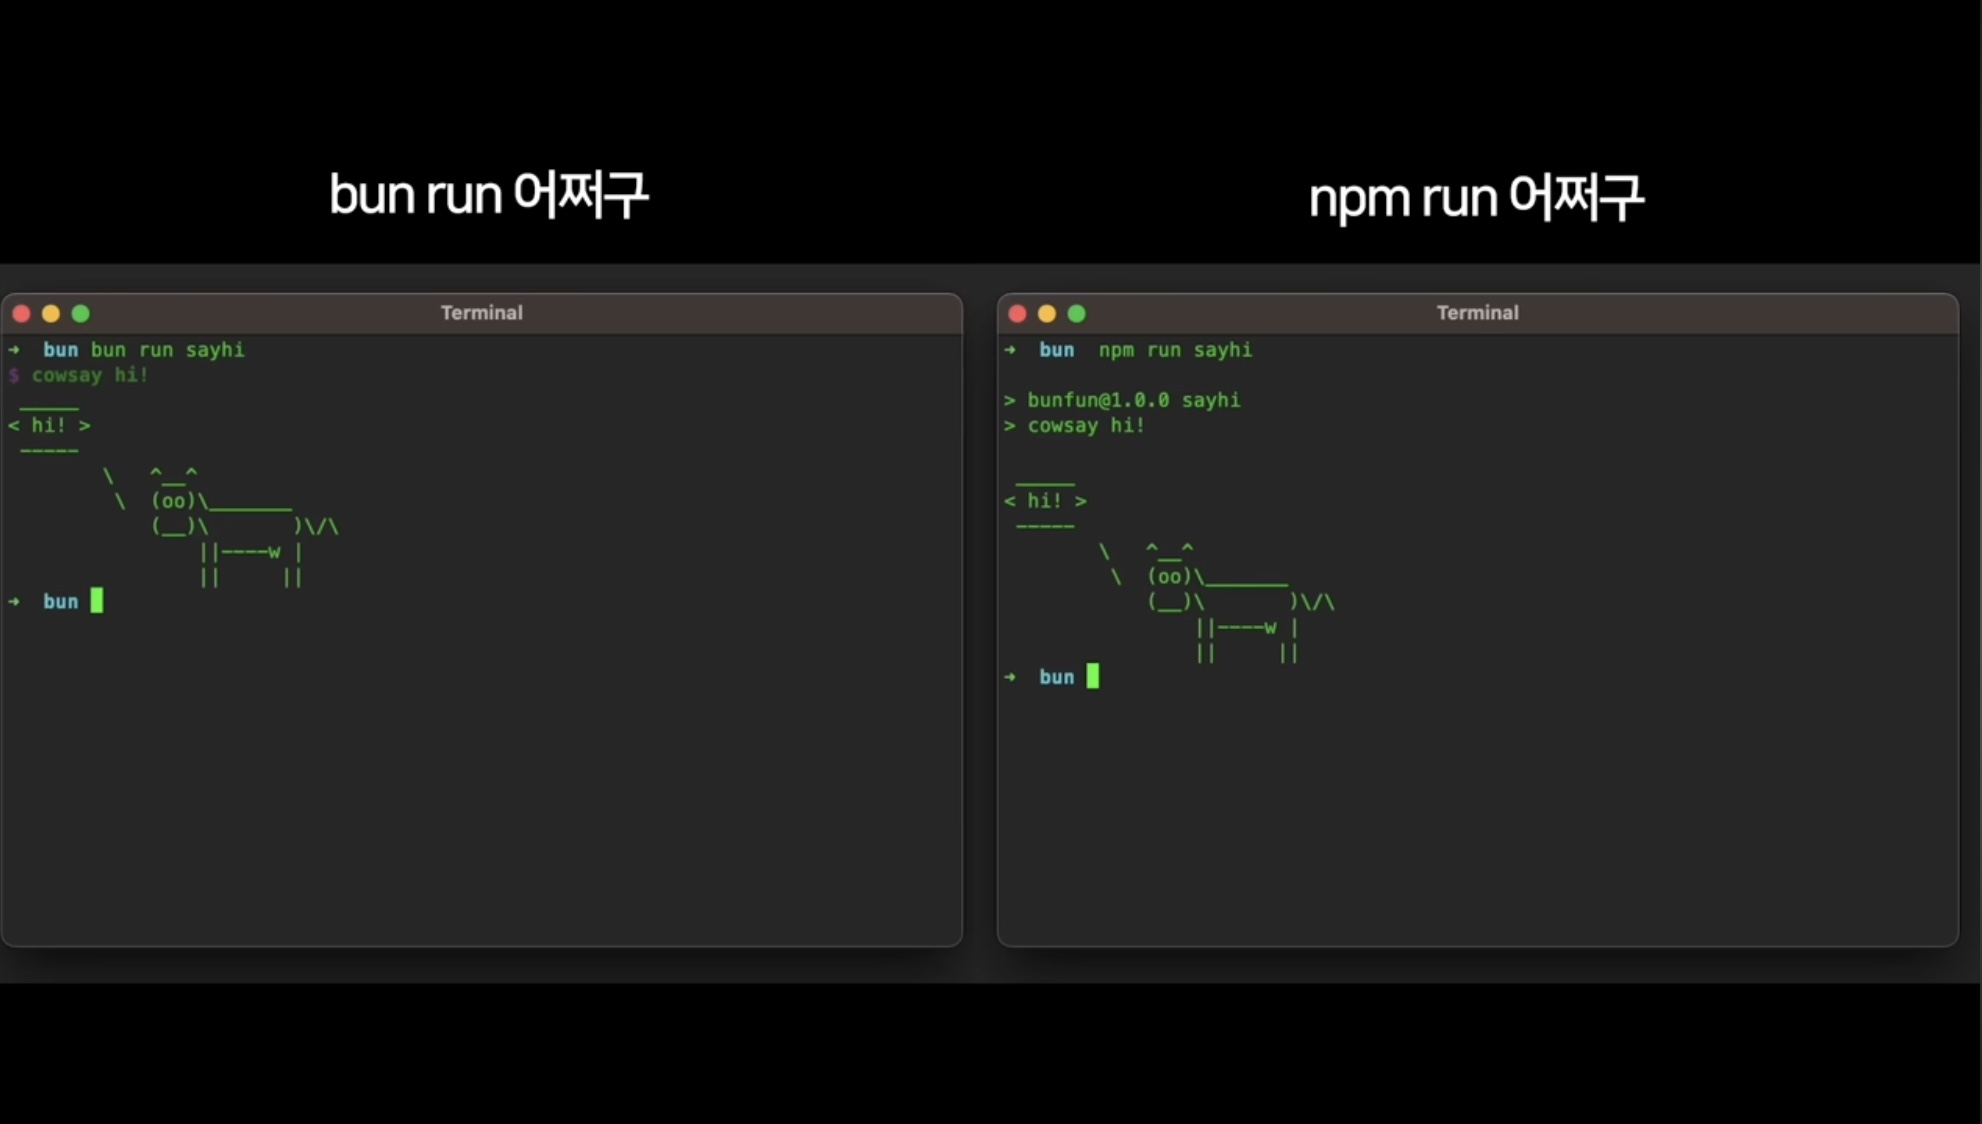 bun run 어쩌구
npm run 어쩌구
Terminal
➜  bun bun run sayhi
$ cowsay hi!
 _____
< hi! >
 -----
        \   ^__^
         \  (oo)\_______
            (__)\       )\/\
                ||----w |
                ||     ||
➜  bun
Terminal
➜  bun  npm run sayhi

> bunfun@1.0.0 sayhi
> cowsay hi!

 _____
< hi! >
 -----
        \   ^__^
         \  (oo)\_______
            (__)\       )\/\
                ||----w |
                ||     ||
➜  bun